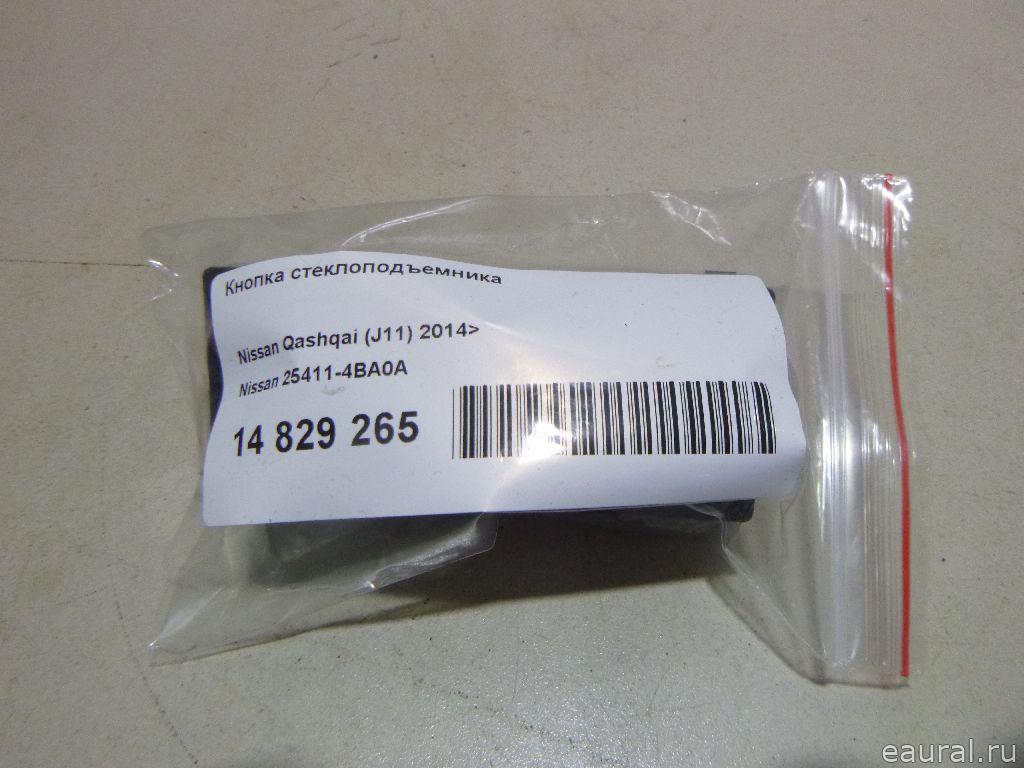 Кнопка стеклоподъемника
Nissan Qashqai (J11) 2014>
Nissan 25411-4BA0A
14 829 265
eaural.ru